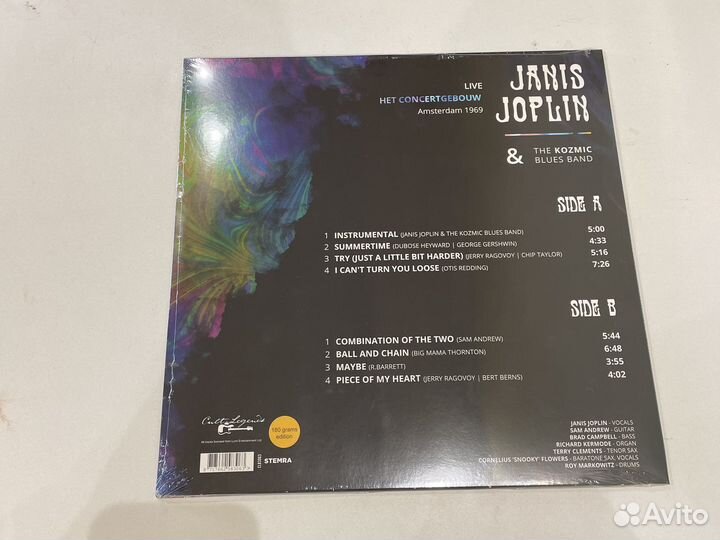 LIVE
HET CONCERTGEBOUW
Amsterdam 1969
JANIS
JOPLIN
& THE KOZMIC
BLUES BAND
SIDE A
1 INSTRUMENTAL (JANIS JOPLIN & THE KOZMIC BLUES BAND) 5:00
2 SUMMERTIME (DUBOSE HEYWARD | GEORGE GERSHWIN) 4:33
3 TRY (JUST A LITTLE BIT HARDER) (JERRY RAGOVOY | CHIP TAYLOR) 5:16
4 I CAN'T TURN YOU LOOSE (OTIS REDDING) 7:26
SIDE B
1 COMBINATION OF THE TWO (SAM ANDREW) 5:44
2 BALL AND CHAIN (BIG MAMA THORNTON) 6:48
3 MAYBE (R.BARRETT) 3:55
4 PIECE OF MY HEART (JERRY RAGOVOY | BERT BERNS) 4:02
Cult Legends
180 grams
edition
STEMRA
JANIS JOPLIN - VOCALS
SAM ANDREW - GUITAR
BRAD CAMPBELL - BASS
RICHARD KERMODE - ORGAN
TERRY CLEMENTS - TENOR SAX
CORNELIUS 'SNOOKY' FLOWERS - BARATONE SAX, VOCALS
ROY MARKOWITZ - DRUMS
Avito